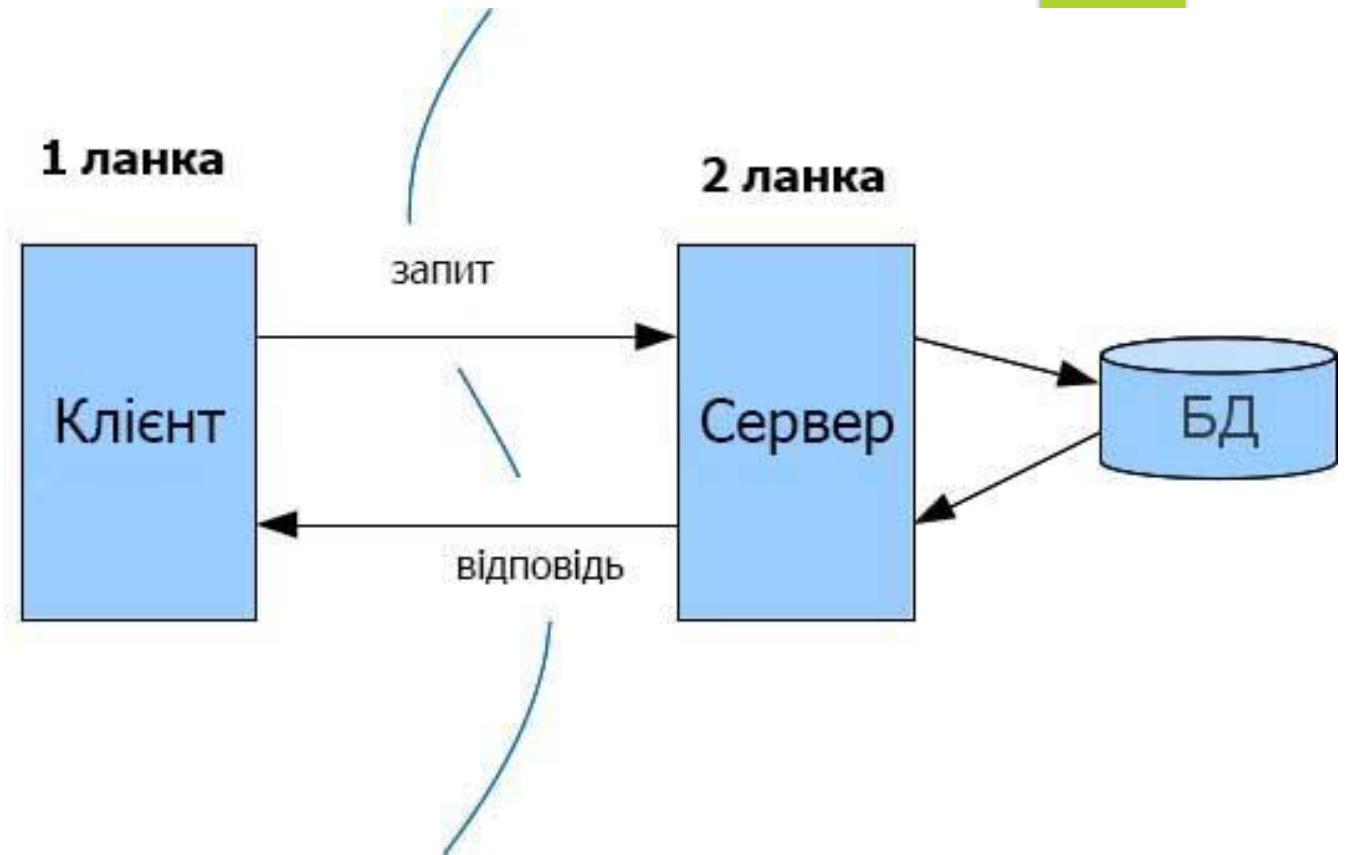 1 ланка
2 ланка
запит
Клієнт
Сервер
БД
відповідь